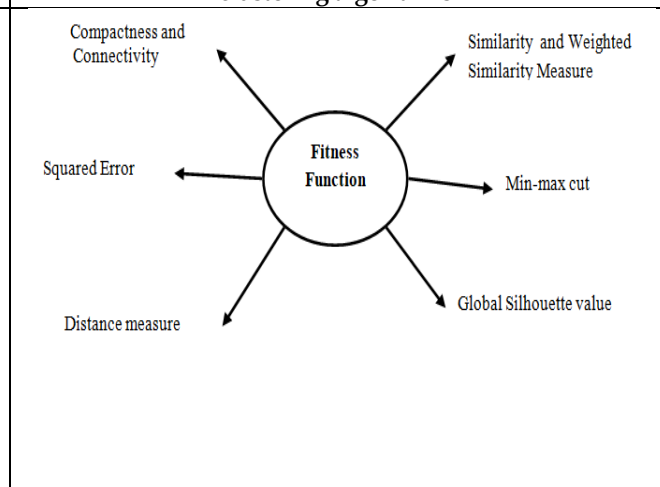 Compactness and
Connectivity
Similarity and Weighted
Similarity Measure
Fitness
Function
Squared Error
Min-max cut
Global Silhouette value
Distance measure